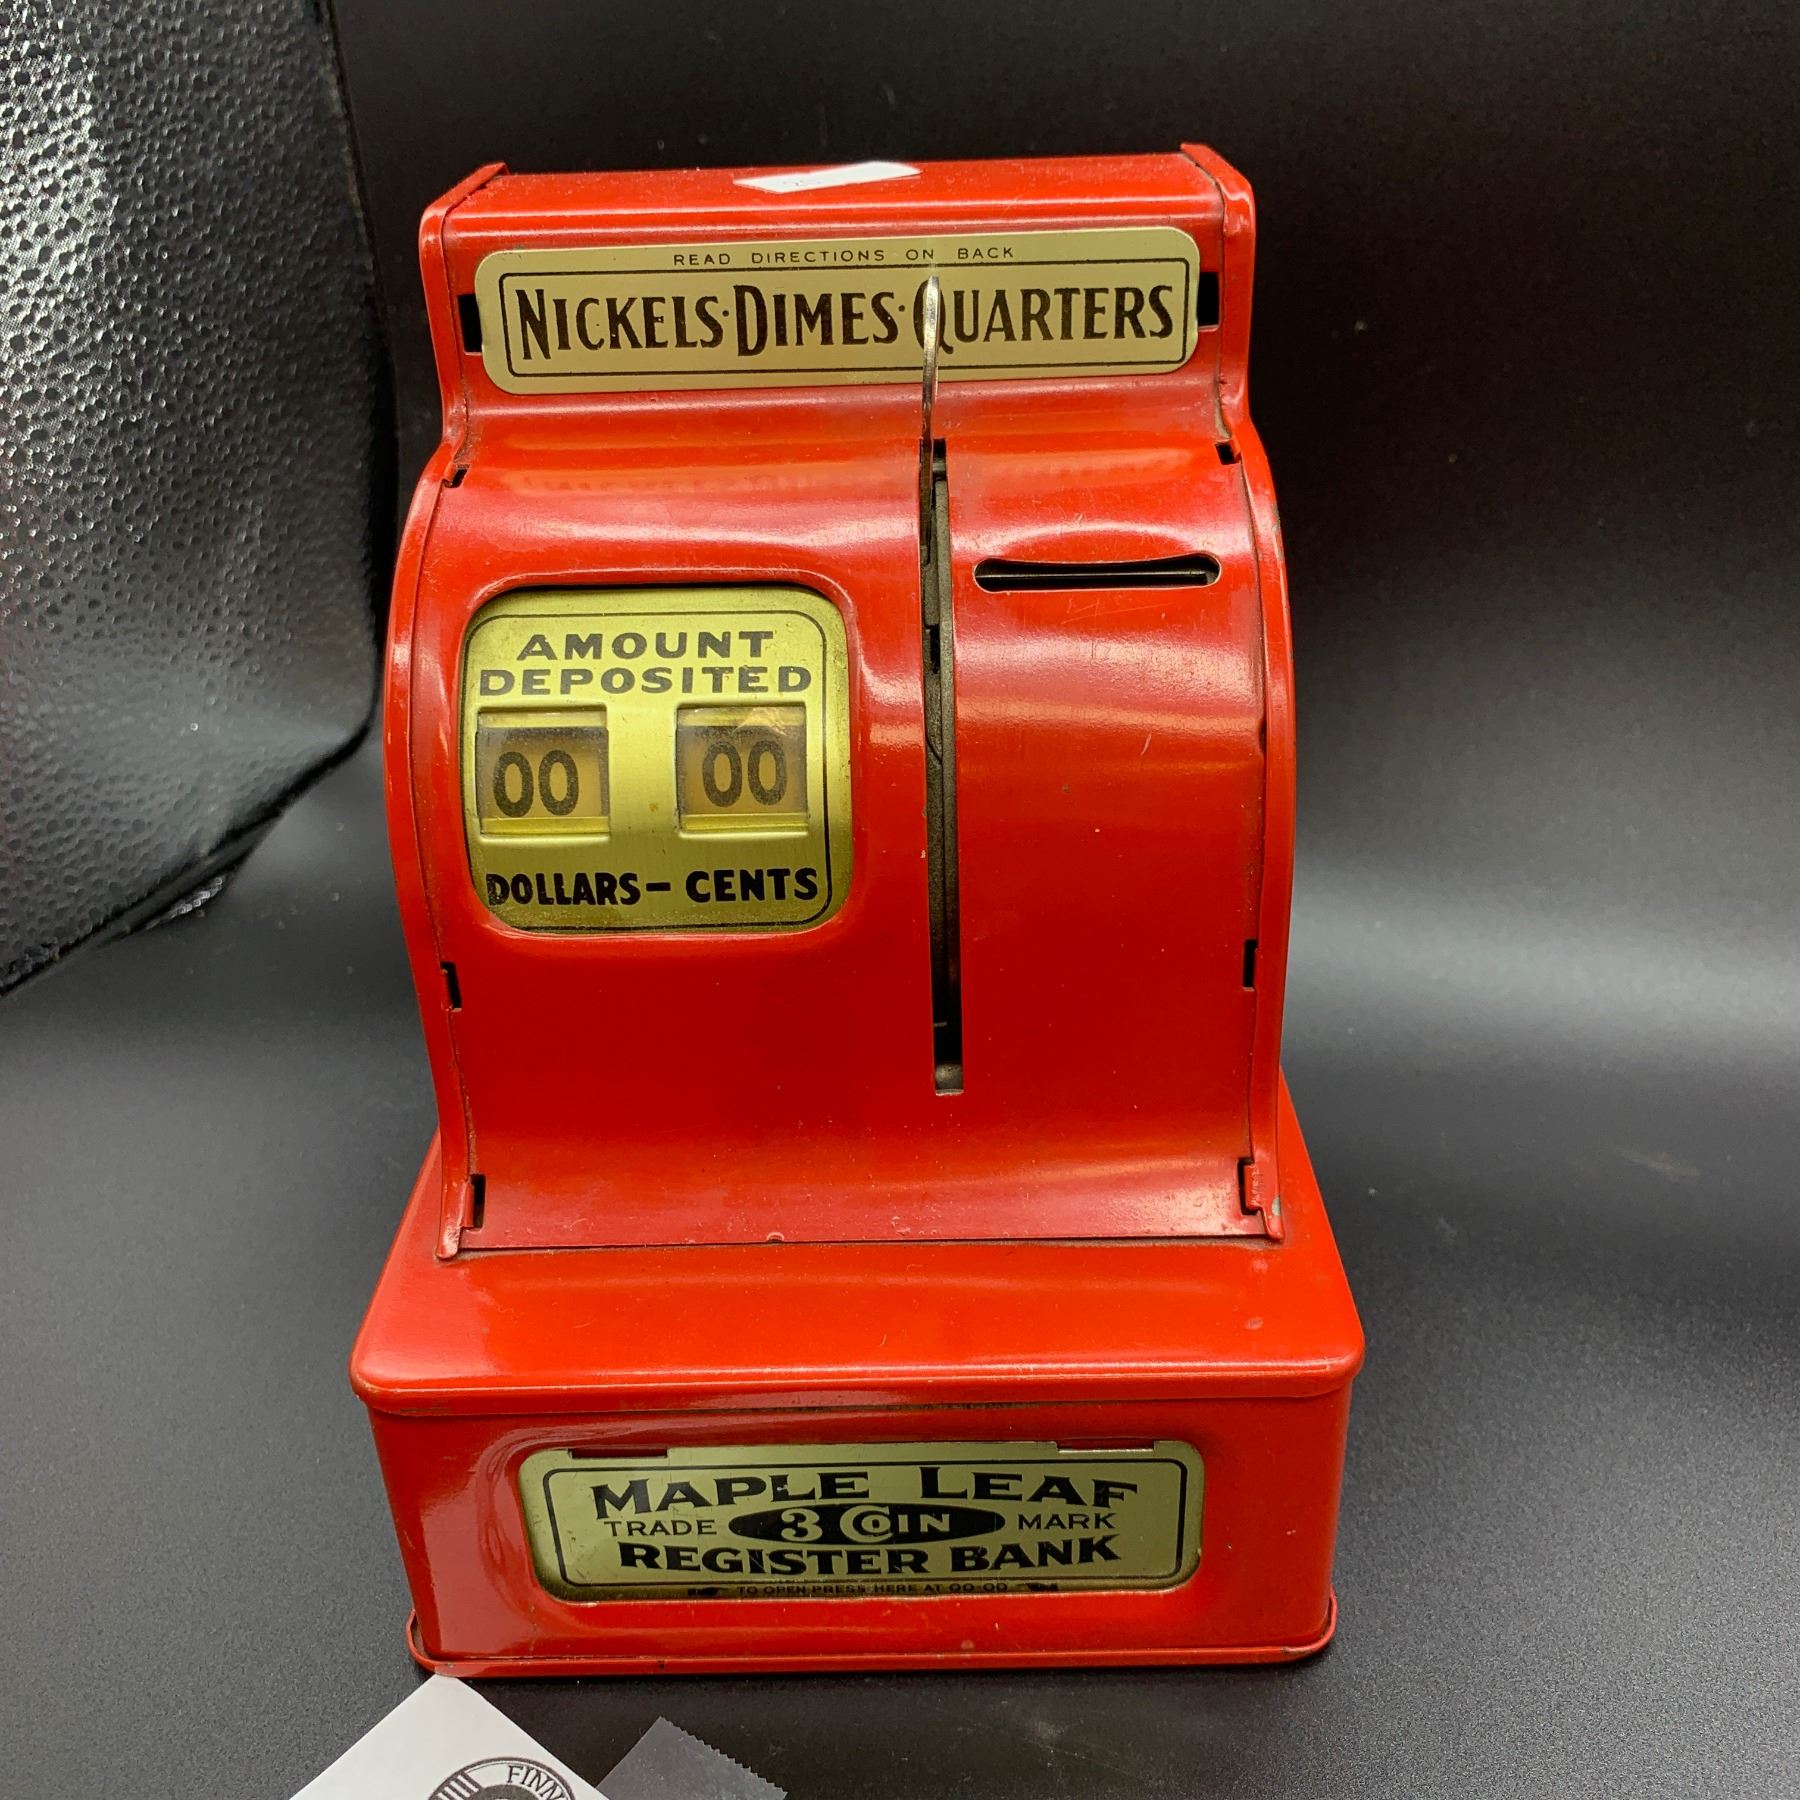 READ DIRECTIONS ON BACK
NICKELS·DIMES·QUARTERS
AMOUNT
DEPOSITED
00 00
DOLLARS – CENTS
MAPLE LEAF
TRADE 3 COIN MARK
REGISTER BANK
TO OPEN PRESS HERE AT 00·00